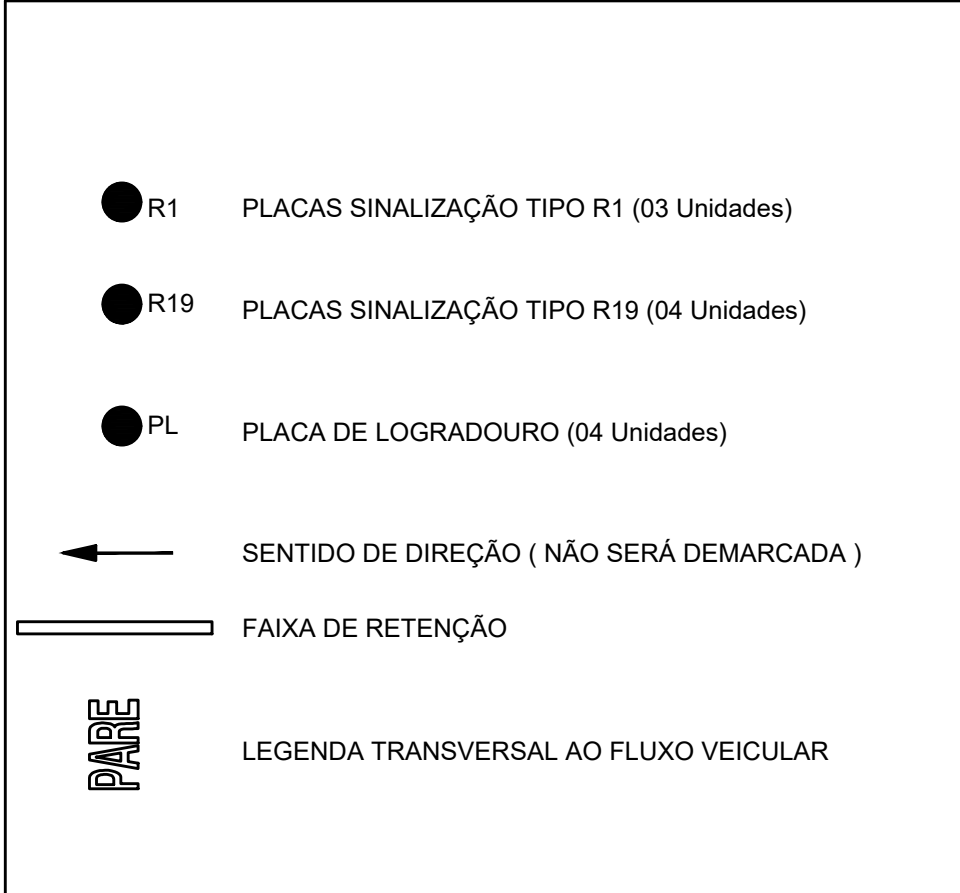 R1 PLACAS SINALIZAÇÃO TIPO R1 (03 Unidades)
R19 PLACAS SINALIZAÇÃO TIPO R19 (04 Unidades)
PL PLACA DE LOGRADOURO (04 Unidades)
SENTIDO DE DIREÇÃO ( NÃO SERÁ DEMARCADA )
FAIXA DE RETENÇÃO
PARE LEGENDA TRANSVERSAL AO FLUXO VEICULAR